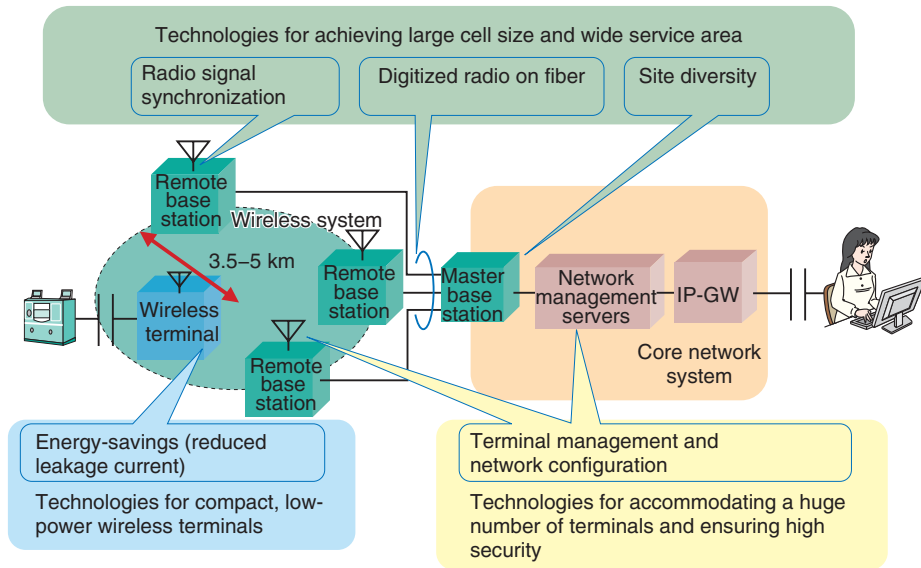 Technologies for achieving large cell size and wide service area
Radio signal
synchronization
Digitized radio on fiber
Site diversity
Remote
base
station
Wireless system
3.5–5 km
Remote
base
station
Master
base
station
Network
management
servers
IP-GW
Wireless
terminal
Remote
base
station
Core network
system
Energy-savings (reduced
leakage current)
Technologies for compact, low-
power wireless terminals
Terminal management and
network configuration
Technologies for accommodating a huge
number of terminals and ensuring high
security